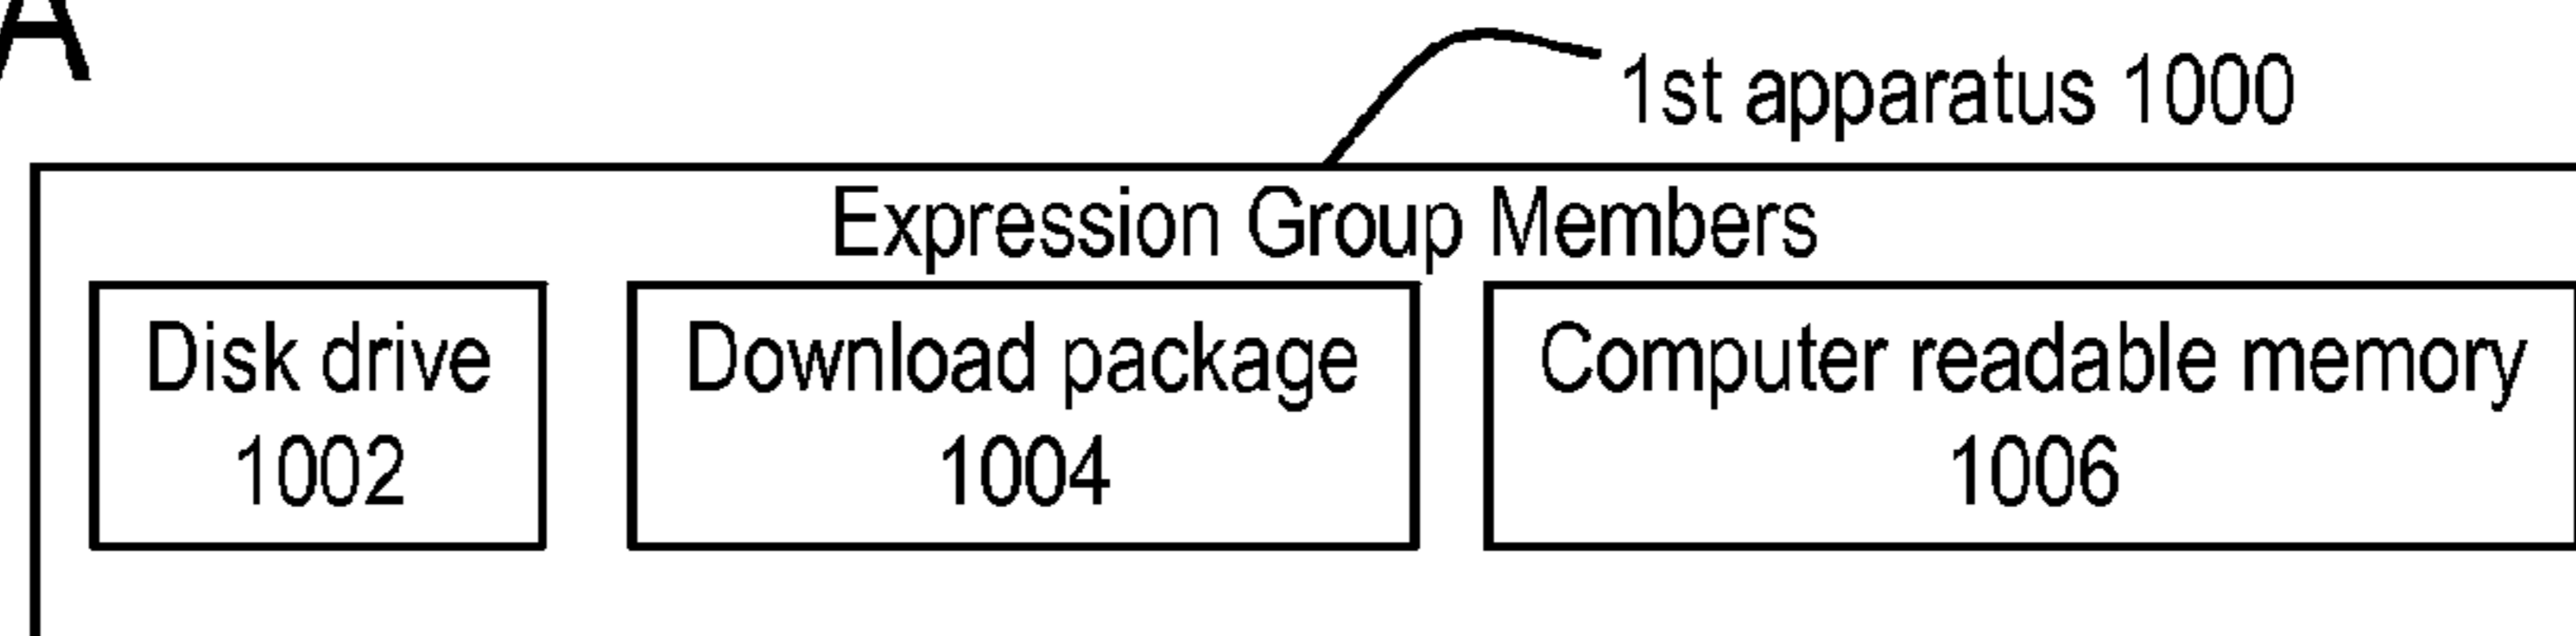 A
1st apparatus 1000
Expression Group Members
Disk drive
1002
Download package
1004
Computer readable memory
1006